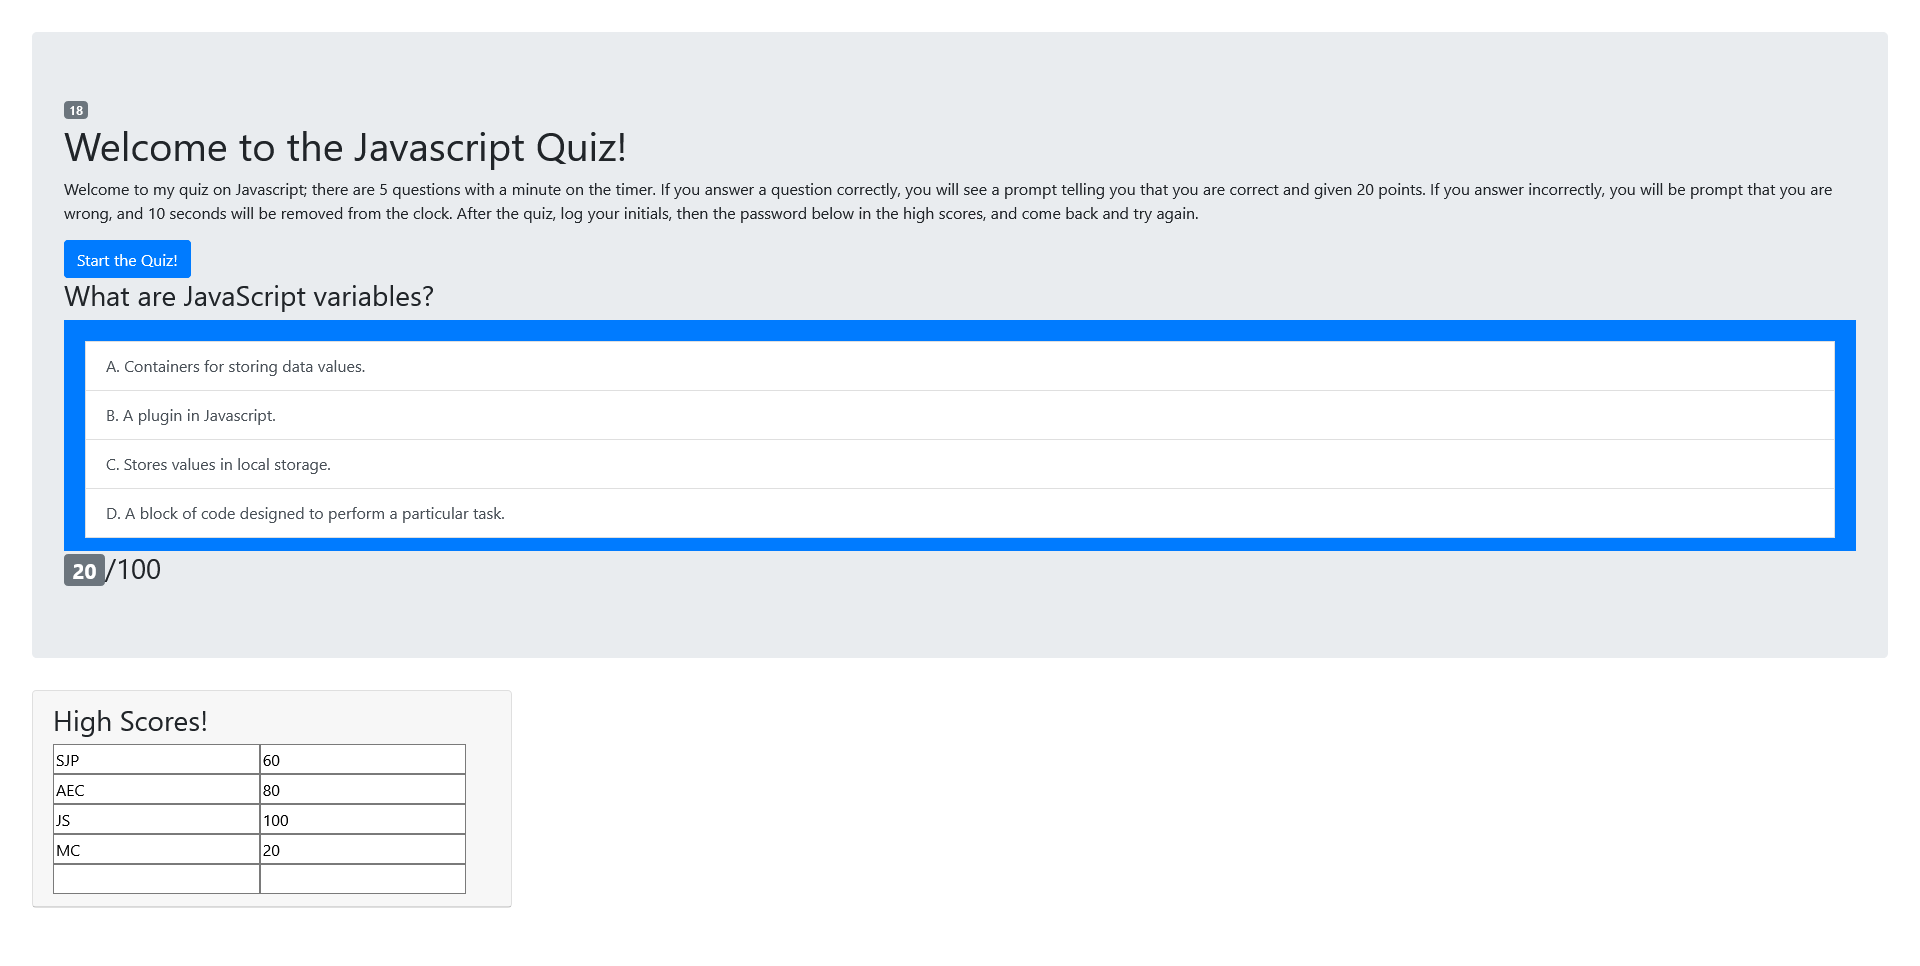 18
Welcome to the Javascript Quiz!
Welcome to my quiz on Javascript; there are 5 questions with a minute on the timer. If you answer a question correctly, you will see a prompt telling you that you are correct and given 20 points. If you answer incorrectly, you will be prompt that you are
wrong, and 10 seconds will be removed from the clock. After the quiz, log your initials, then the password below in the high scores, and come back and try again.
Start the Quiz!
What are JavaScript variables?
A. Containers for storing data values.
B. A plugin in Javascript.
C. Stores values in local storage.
D. A block of code designed to perform a particular task.
20/100
High Scores!
SJP 60
AEC 80
JS 100
MC 20